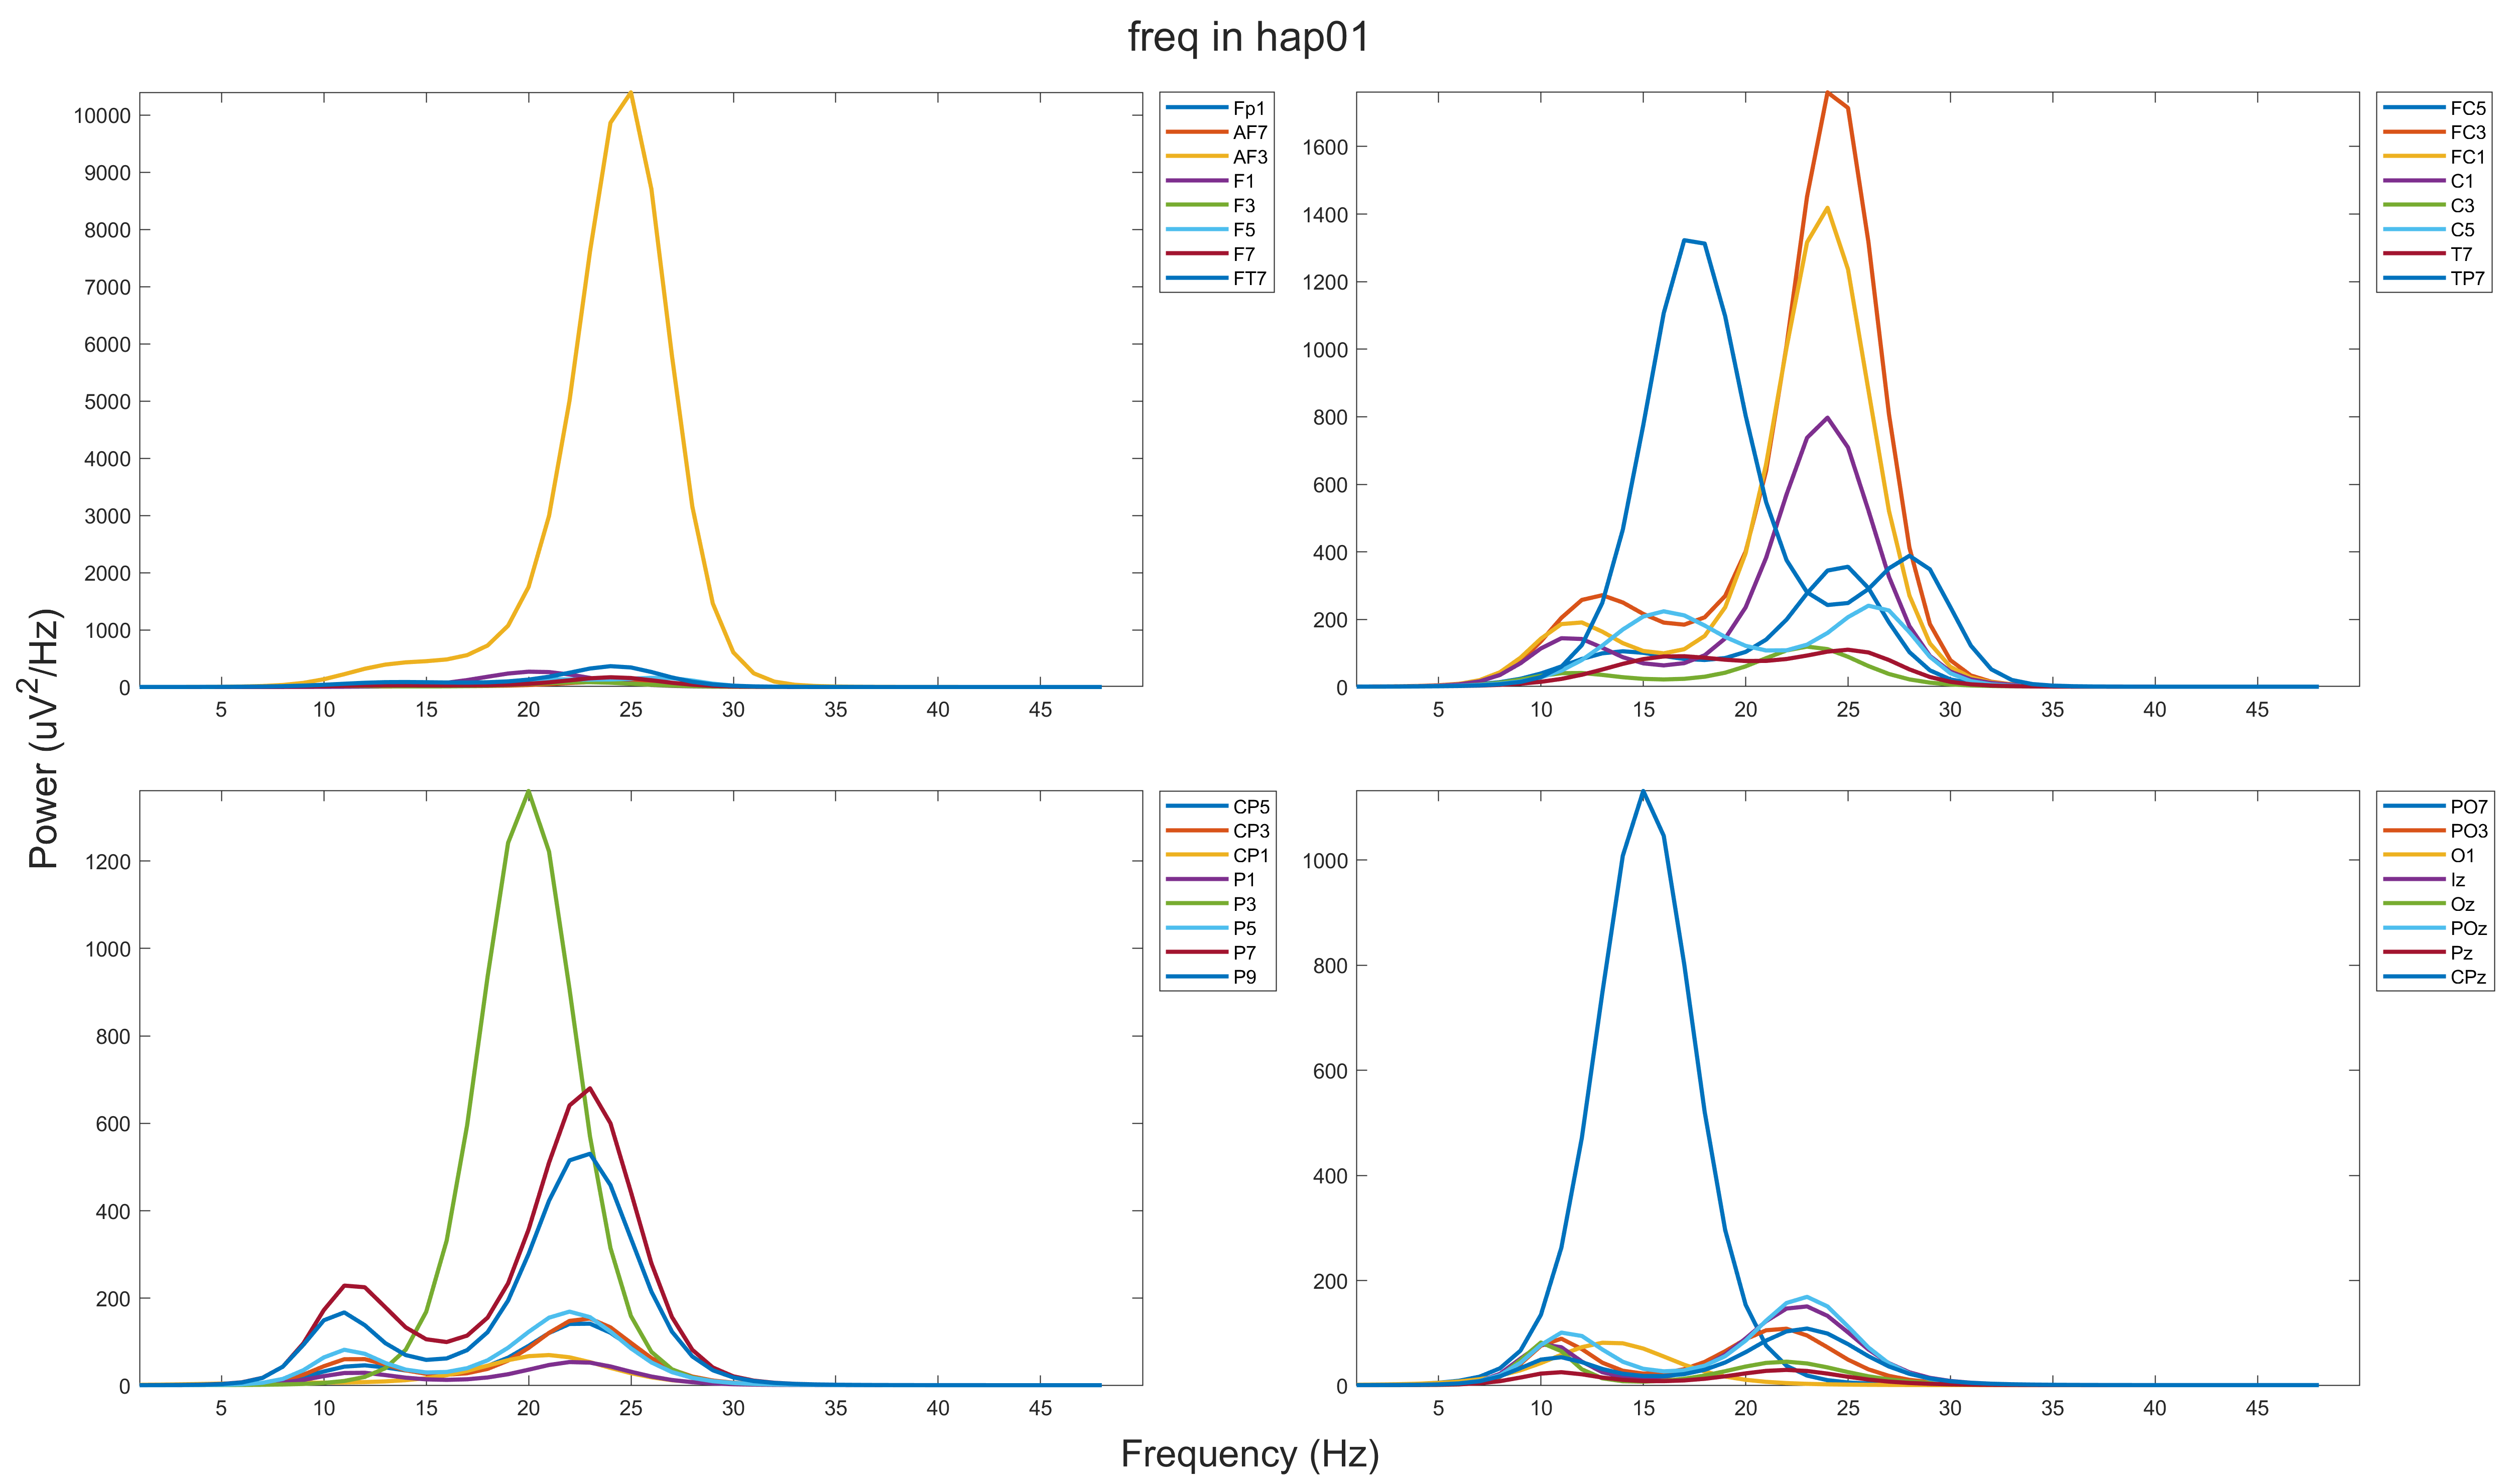 freq in hap01
Power (uV2/Hz)
10000
9000
8000
7000
6000
5000
4000
3000
2000
1000
0
5 10 15 20 25 30 35 40 45
Fp1
AF7
AF3
F1
F3
F5
F7
FT7
1600
1400
1200
1000
800
600
400
200
0
5 10 15 20 25 30 35 40 45
FC5
FC3
FC1
C1
C3
C5
T7
TP7
1200
1000
800
600
400
200
0
5 10 15 20 25 30 35 40 45
CP5
CP3
CP1
P1
P3
P5
P7
P9
1000
800
600
400
200
0
5 10 15 20 25 30 35 40 45
PO7
PO3
O1
Iz
Oz
POz
Pz
CPz
Frequency (Hz)